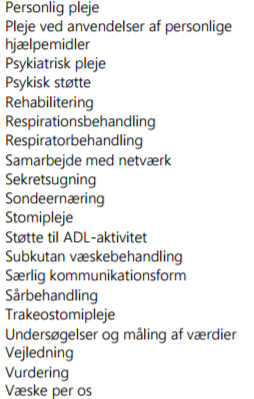 Personlig pleje
Pleje ved anvendelser af personlige
hjælpemidler
Psykiatrisk pleje
Psykisk støtte
Rehabilitering
Respirationsbehandling
Respiratorbehandling
Samarbejde med netværk
Sekretsugning
Sondeernæring
Stomipleje
Støtte til ADL-aktivitet
Subkutan væskebehandling
Særlig kommunikationsform
Sårbehandling
Trakeostomipleje
Undersøgelser og måling af værdier
Vejledning
Vurdering
Væske per os